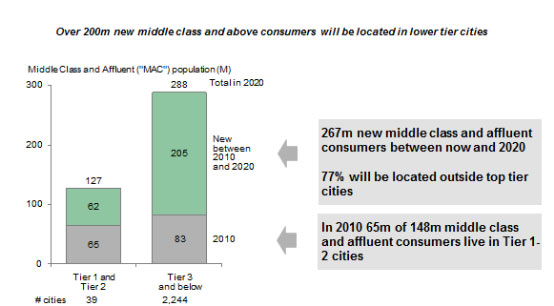 Over 200m new middle class and above consumers will be located in lower tier cities
Middle Class and Affluent ("MAC") population (M)
300
288
Total in 2020
200
205
New
between
2010
and 2020
127
100
62
65
83
2010
0
Tier 1 and
Tier 2
Tier 3
and below
# cities
39
2,244
267m new middle class and affluent
consumers between now and 2020
77% will be located outside top tier
cities
In 2010 65m of 148m middle class
and affluent consumers live in Tier 1-
2 cities